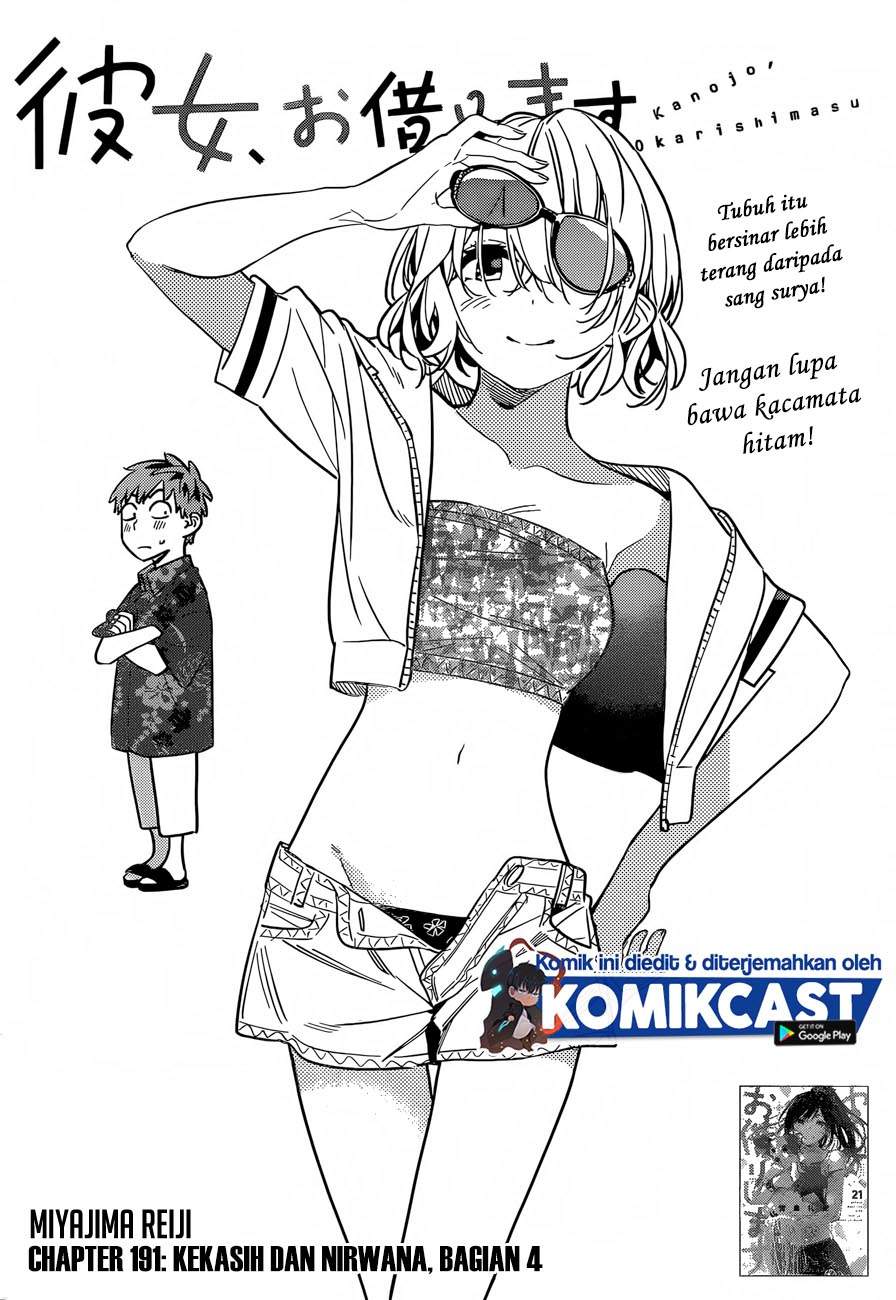 彼女、お借りします
Kanojo,
Okarishimasu
Tubuh itu
bersinar lebih
terang daripada
sang surya!
Jangan lupa
bawa kacamata
hitam!
Komik ini diedit & diterjemahkan oleh
KOMIKCAST
GET IT ON
Google Play
21
MIYAJIMA REIJI
CHAPTER 191: KEKASIH DAN NIRWANA, BAGIAN 4